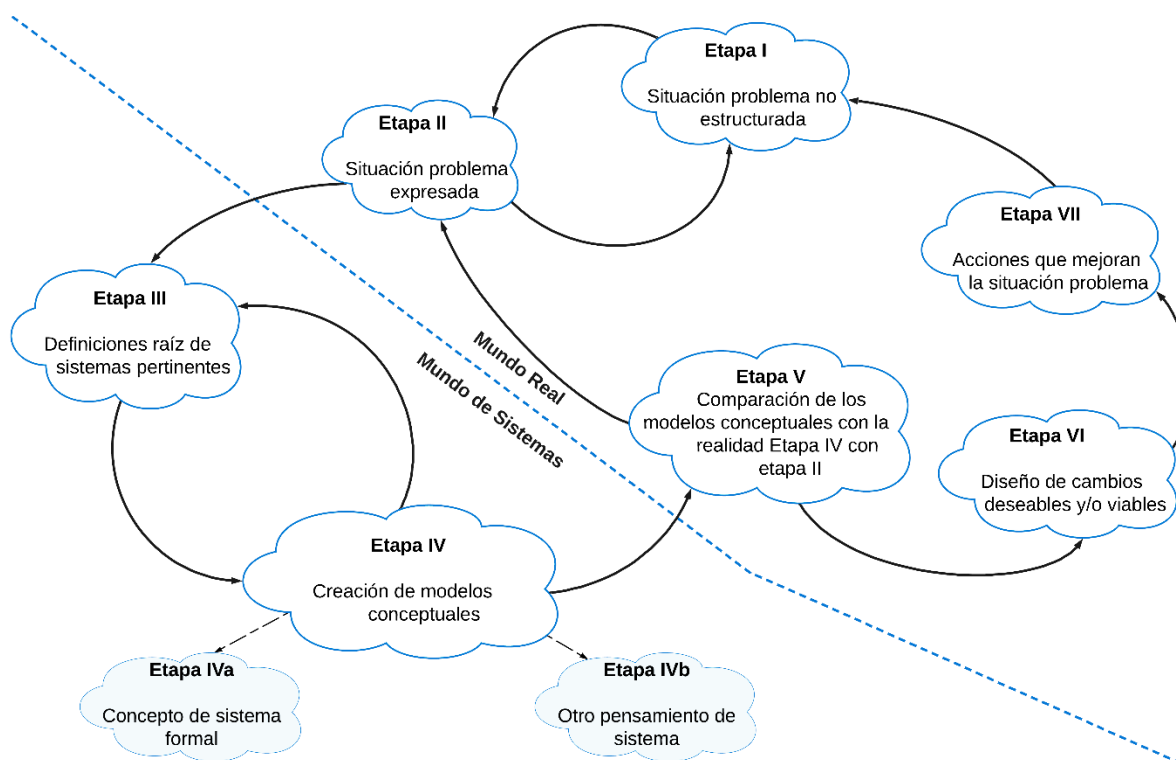 Etapa I
Situación problema no
estructurada
Etapa II
Situación problema
expresada
Etapa VII
Acciones que mejoran
la situación problema
Etapa III
Definiciones raíz de
sistemas pertinentes
Mundo Real
Mundo de Sistemas
Etapa V
Comparación de los
modelos conceptuales con la
realidad Etapa IV con
etapa II
Etapa VI
Diseño de cambios
deseables y/o viables
Etapa IV
Creación de modelos
conceptuales
Etapa IVa
Concepto de sistema
formal
Etapa IVb
Otro pensamiento de
sistema